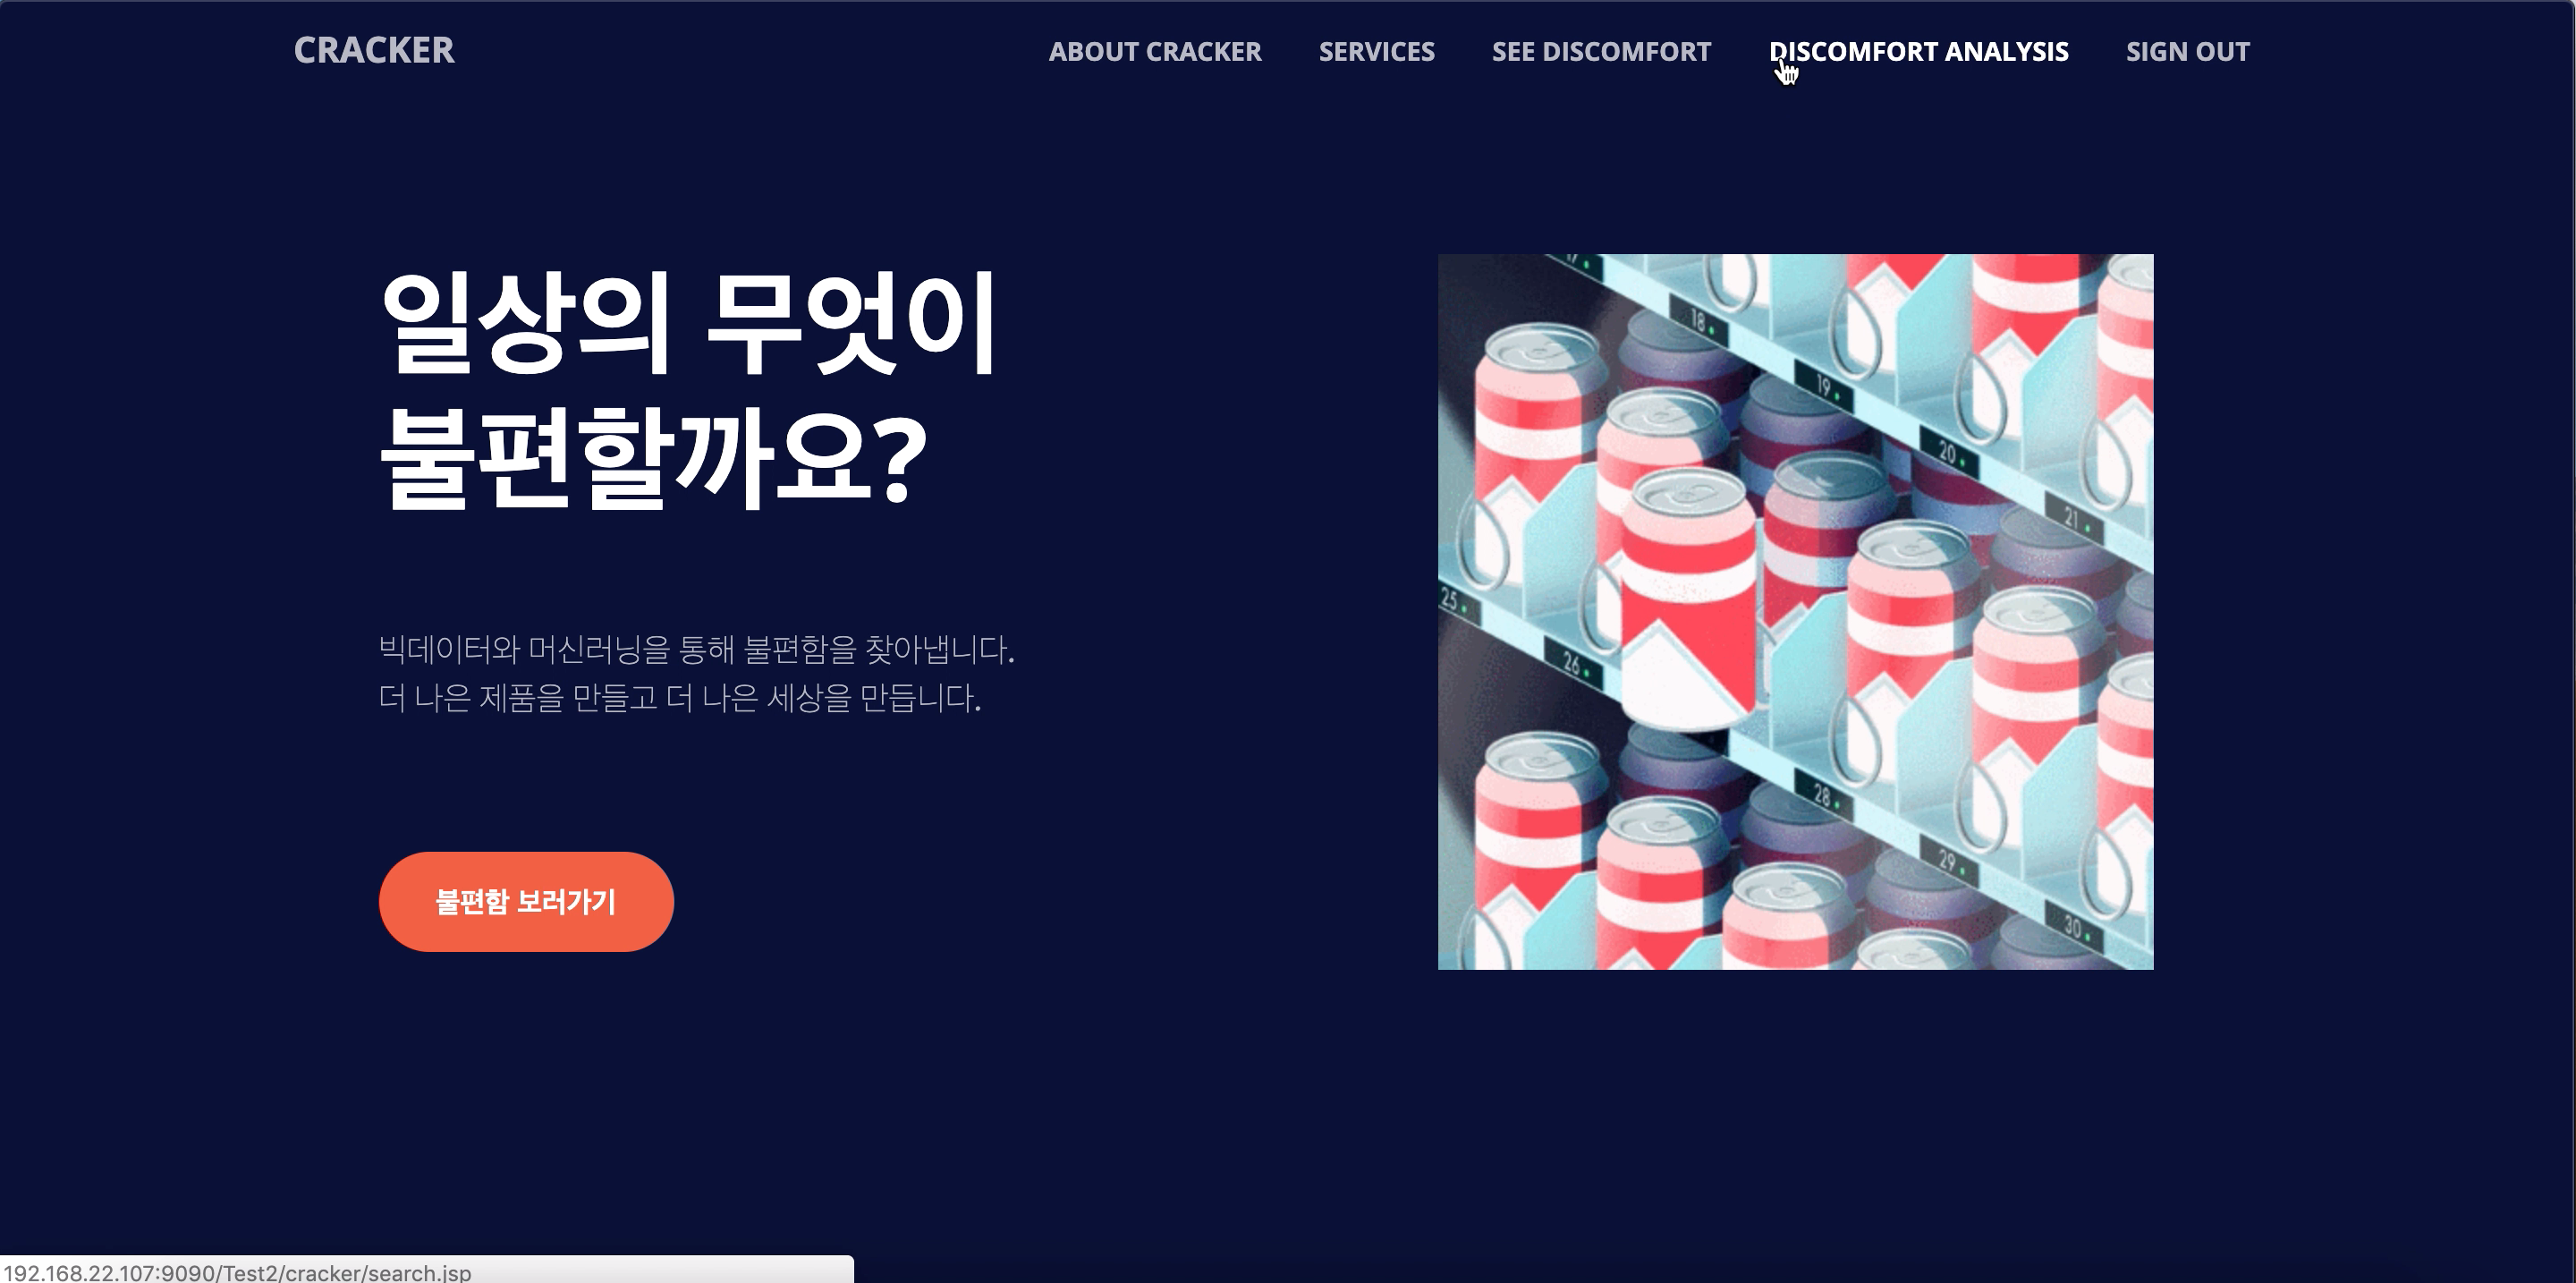 CRACKER
ABOUT CRACKER SERVICES SEE DISCOMFORT DISCOMFORT ANALYSIS SIGN OUT
일상의 무엇이
불편할까요?
빅데이터와 머신러닝을 통해 불편함을 찾아냅니다.
더 나은 제품을 만들고 더 나은 세상을 만듭니다.
불편함 보러가기
17
18
19
20
21
25
26
28
29
30
192.168.22.107:9090/Test2/cracker/search.jsp